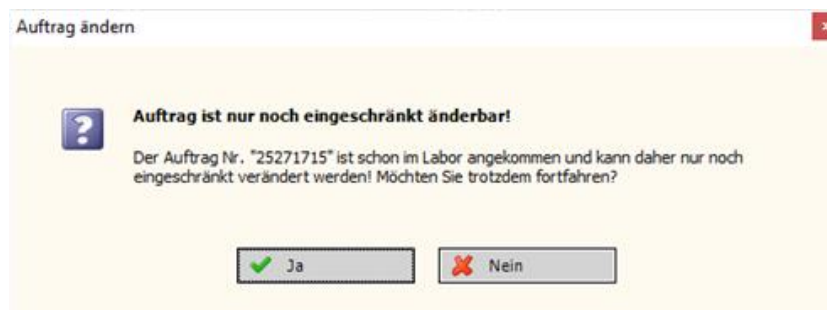 Auftrag ändern
Auftrag ist nur noch eingeschränkt änderbar!
Der Auftrag Nr. "25271715" ist schon im Labor angekommen und kann daher nur noch
eingeschränkt verändert werden! Möchten Sie trotzdem fortfahren?
Ja
Nein